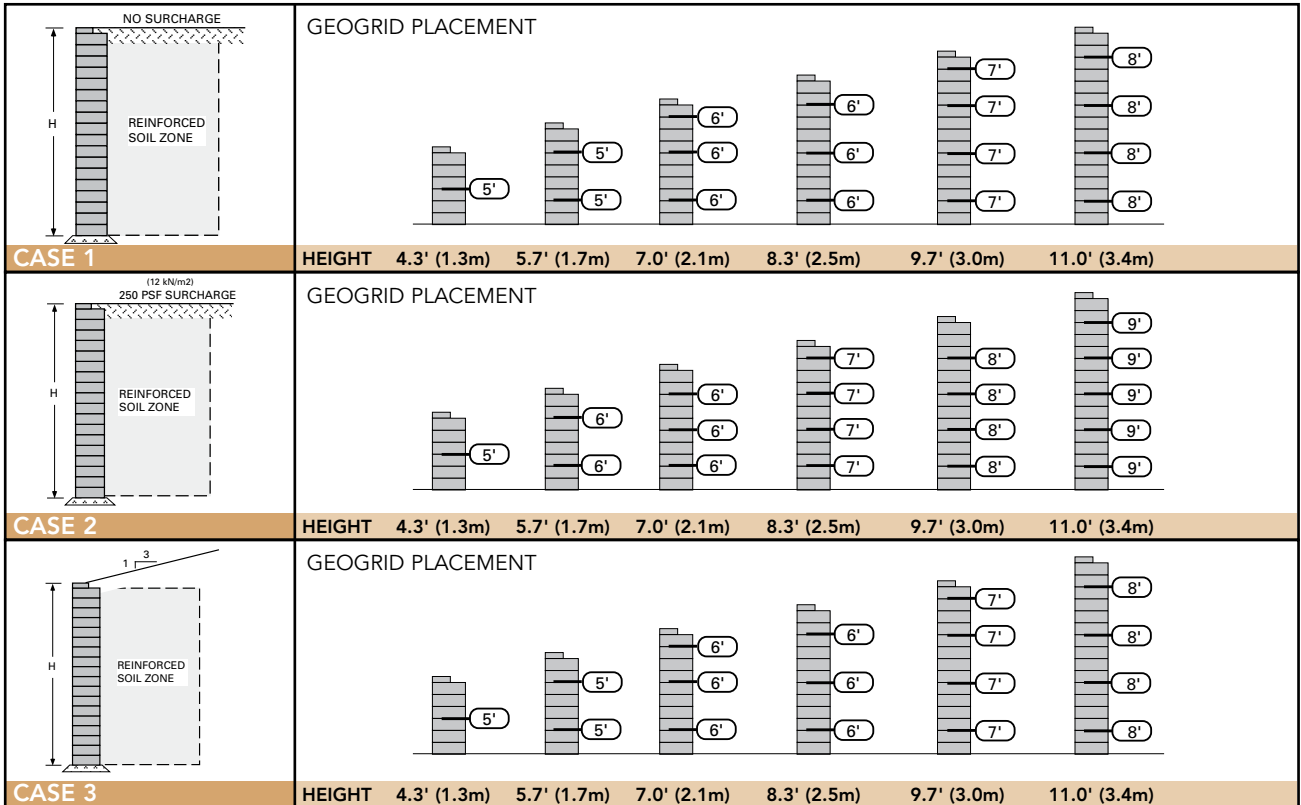 NO SURCHARGE
H
REINFORCED
SOIL ZONE
CASE 1
GEOGRID PLACEMENT
5'
5'
5'
6'
6'
6'
6'
6'
6'
7'
7'
7'
7'
8'
8'
8'
8'
HEIGHT 4.3' (1.3m) 5.7' (1.7m) 7.0' (2.1m) 8.3' (2.5m) 9.7' (3.0m) 11.0' (3.4m)
(12 kN/m2)
250 PSF SURCHARGE
H
REINFORCED
SOIL ZONE
CASE 2
GEOGRID PLACEMENT
5'
6'
6'
6'
6'
6'
7'
7'
7'
7'
8'
8'
8'
8'
9'
9'
9'
9'
9'
HEIGHT 4.3' (1.3m) 5.7' (1.7m) 7.0' (2.1m) 8.3' (2.5m) 9.7' (3.0m) 11.0' (3.4m)
3
1
H
REINFORCED
SOIL ZONE
CASE 3
GEOGRID PLACEMENT
5'
5'
5'
6'
6'
6'
6'
6'
6'
7'
7'
7'
7'
8'
8'
8'
8'
HEIGHT 4.3' (1.3m) 5.7' (1.7m) 7.0' (2.1m) 8.3' (2.5m) 9.7' (3.0m) 11.0' (3.4m)